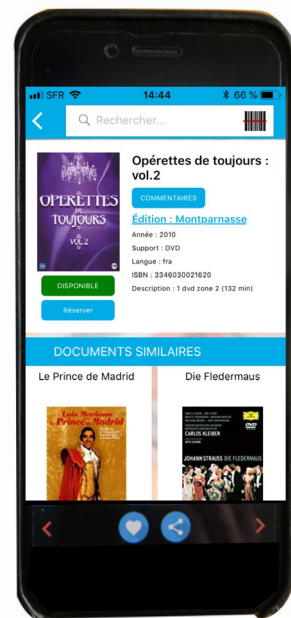 SFR 14:44 66 %
Rechercher...
OPERETTES
DE
TOUJOURS
VOL 2
Opérettes de toujours :
vol.2
COMMENTAIRES
Édition : Montparnasse
Année : 2010
Support : DVD
Langue : fra
ISBN : 3346030021620
Description : 1 dvd zone 2 (132 min)
DISPONIBLE
Réserver
DOCUMENTS SIMILAIRES
Le Prince de Madrid
Die Fledermaus
Luis Mariano
Le Prince de Madrid
DVD
CARLOS KLEIBER
JOHANN STRAUSS DIE FLEDERMAUS